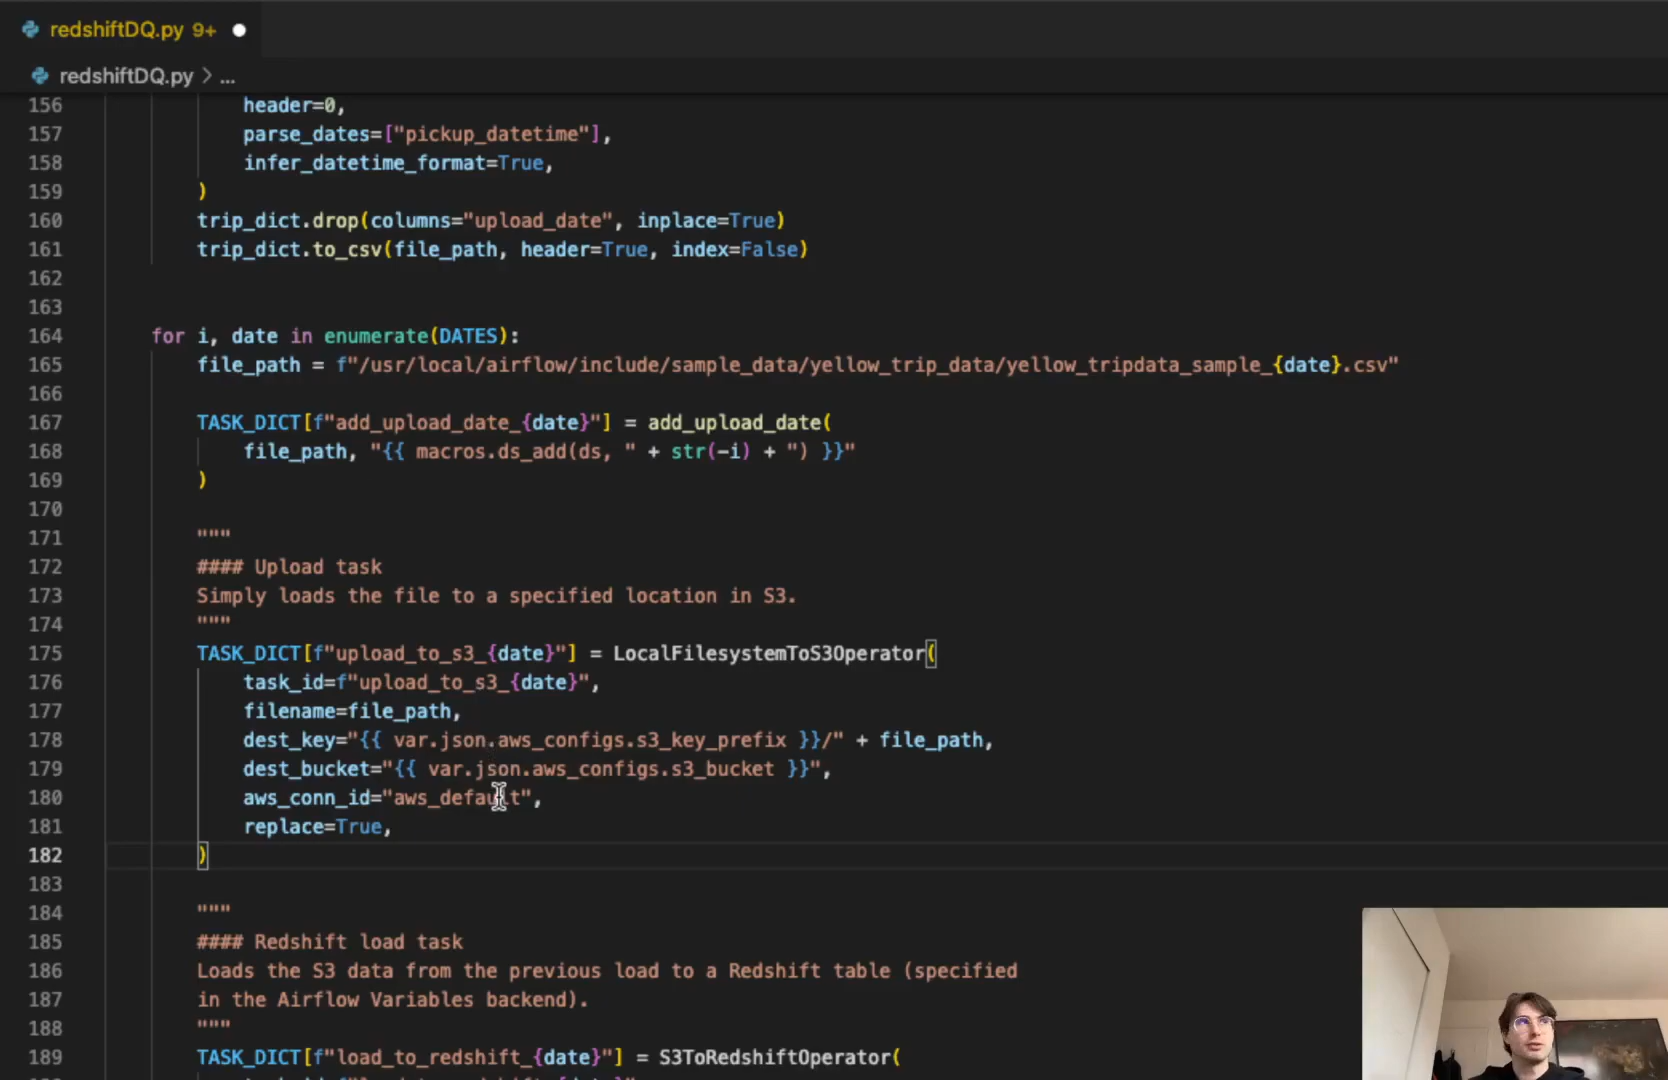 redshiftDQ.py 9+
redshiftDQ.py > ...
156 header=0,
157 parse_dates=["pickup_datetime"],
158 infer_datetime_format=True,
159 )
160 trip_dict.drop(columns="upload_date", inplace=True)
161 trip_dict.to_csv(file_path, header=True, index=False)
162
163
164 for i, date in enumerate(DATES):
165 file_path = f"/usr/local/airflow/include/sample_data/yellow_trip_data/yellow_tripdata_sample_{date}.csv"
166
167 TASK_DICT[f"add_upload_date_{date}"] = add_upload_date(
168 file_path, "{{ macros.ds_add(ds, " + str(-i) + ") }}"
169 )
170
171 """
172 #### Upload task
173 Simply loads the file to a specified location in S3.
174 """
175 TASK_DICT[f"upload_to_s3_{date}"] = LocalFilesystemToS3Operator(
176 task_id=f"upload_to_s3_{date}",
177 filename=file_path,
178 dest_key="{{ var.json.aws_configs.s3_key_prefix }}/" + file_path,
179 dest_bucket="{{ var.json.aws_configs.s3_bucket }}",
180 aws_conn_id="aws_default",
181 replace=True,
182 )
183
184 """
185 #### Redshift load task
186 Loads the S3 data from the previous load to a Redshift table (specified
187 in the Airflow Variables backend).
188 """
189 TASK_DICT[f"load_to_redshift_{date}"] = S3ToRedshiftOperator(